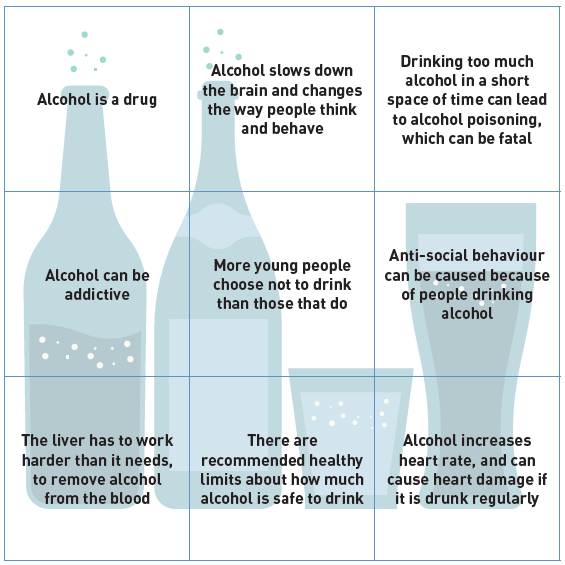 Alcohol is a drug
Alcohol slows down
the brain and changes
the way people think
and behave
Drinking too much
alcohol in a short
space of time can lead
to alcohol poisoning,
which can be fatal
Alcohol can be
addictive
More young people
choose not to drink
than those that do
Anti-social behaviour
can be caused because
of people drinking
alcohol
The liver has to work
harder than it needs,
to remove alcohol
from the blood
There are
recommended healthy
limits about how much
alcohol is safe to drink
Alcohol increases
heart rate, and can
cause heart damage if
it is drunk regularly